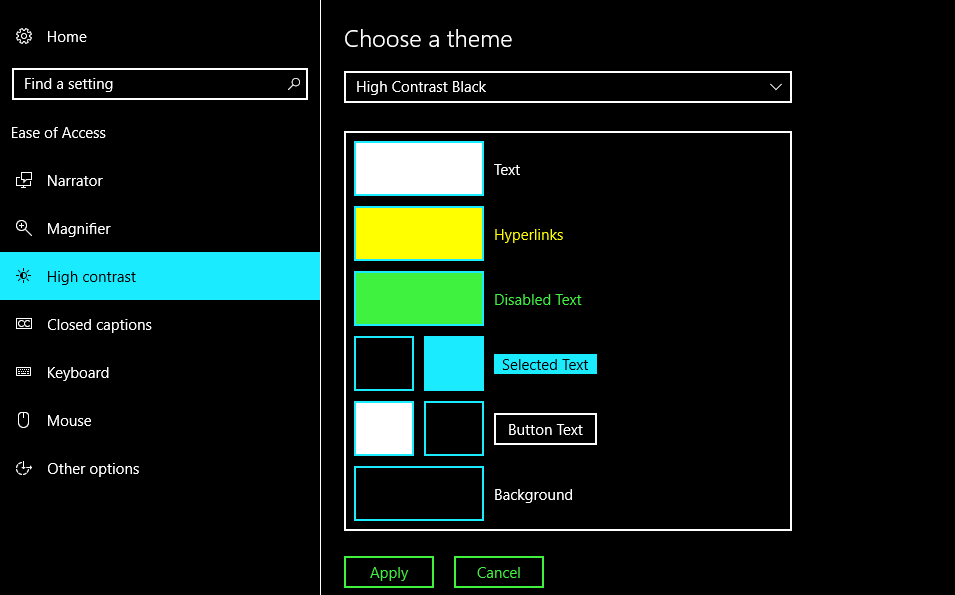 Home
Find a setting
Ease of Access
Narrator
Magnifier
High contrast
Closed captions
Keyboard
Mouse
Other options
Choose a theme
High Contrast Black
Text
Hyperlinks
Disabled Text
Selected Text
Button Text
Background
Apply
Cancel